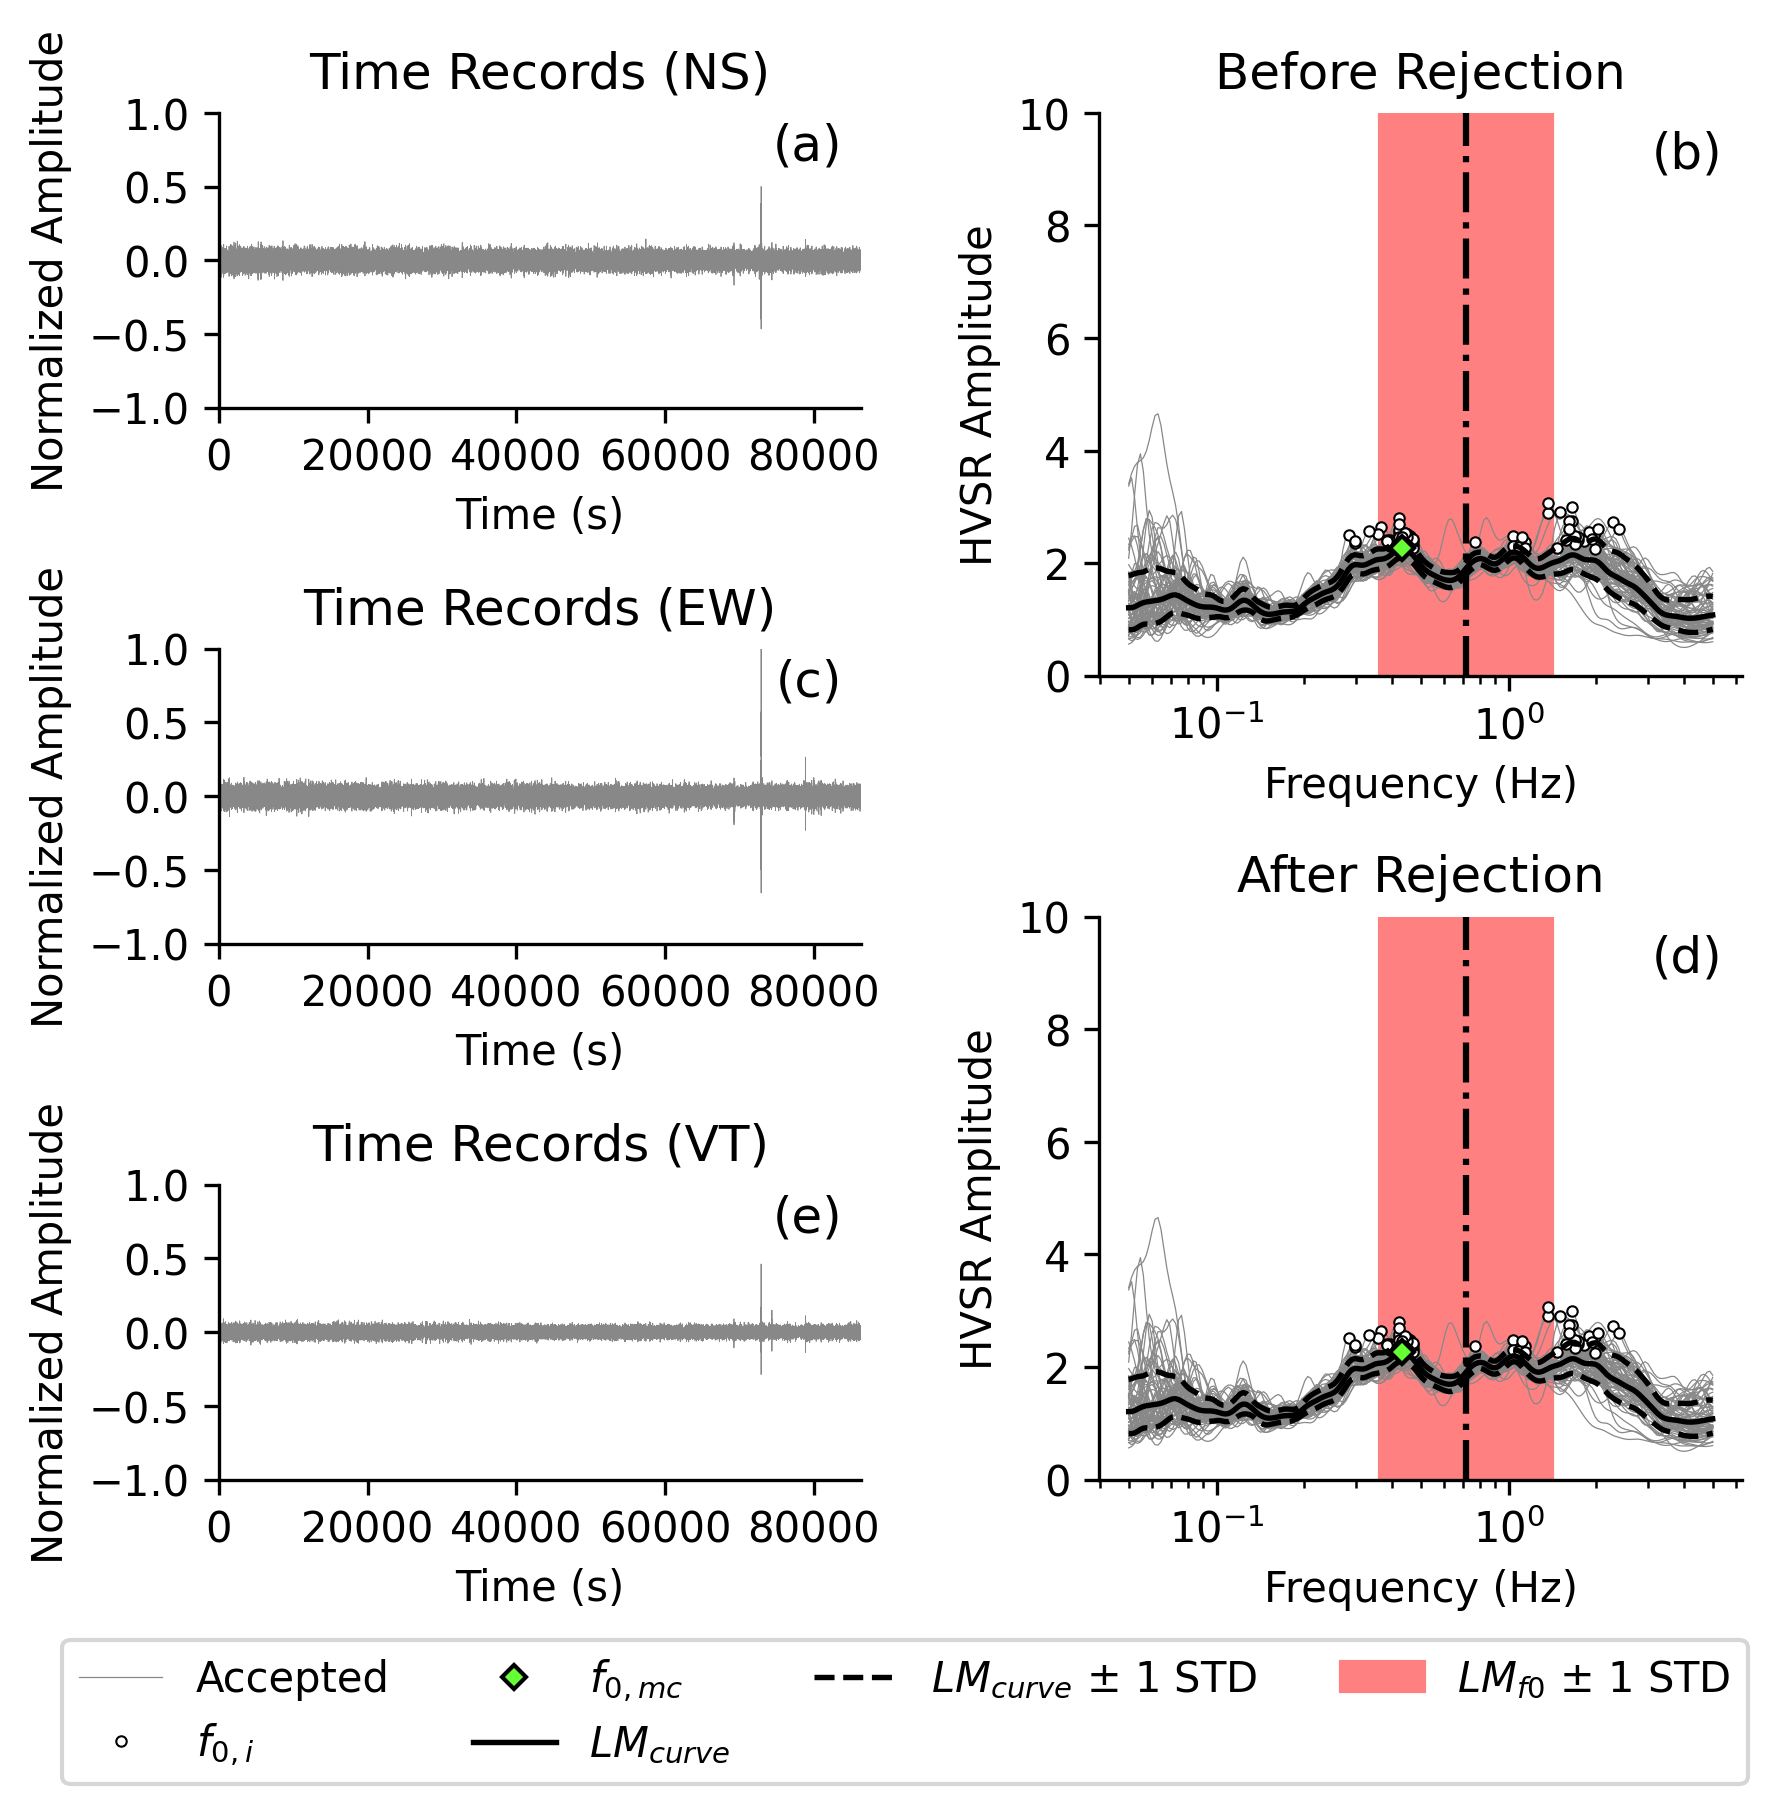 Time Records (NS)
Normalized Amplitude
1.0
0.5
0.0
−0.5
−1.0
(a)
0 20000 40000 60000 80000
Time (s)
Before Rejection
HVSR Amplitude
10
8
6
4
2
0
(b)
10⁻¹ 10⁰
Frequency (Hz)
Time Records (EW)
Normalized Amplitude
1.0
0.5
0.0
−0.5
−1.0
(c)
0 20000 40000 60000 80000
Time (s)
After Rejection
HVSR Amplitude
10
8
6
4
2
0
(d)
10⁻¹ 10⁰
Frequency (Hz)
Time Records (VT)
Normalized Amplitude
1.0
0.5
0.0
−0.5
−1.0
(e)
0 20000 40000 60000 80000
Time (s)
Accepted
f0,i
f0,mc
LMcurve
LMcurve ± 1 STD
LMf0 ± 1 STD